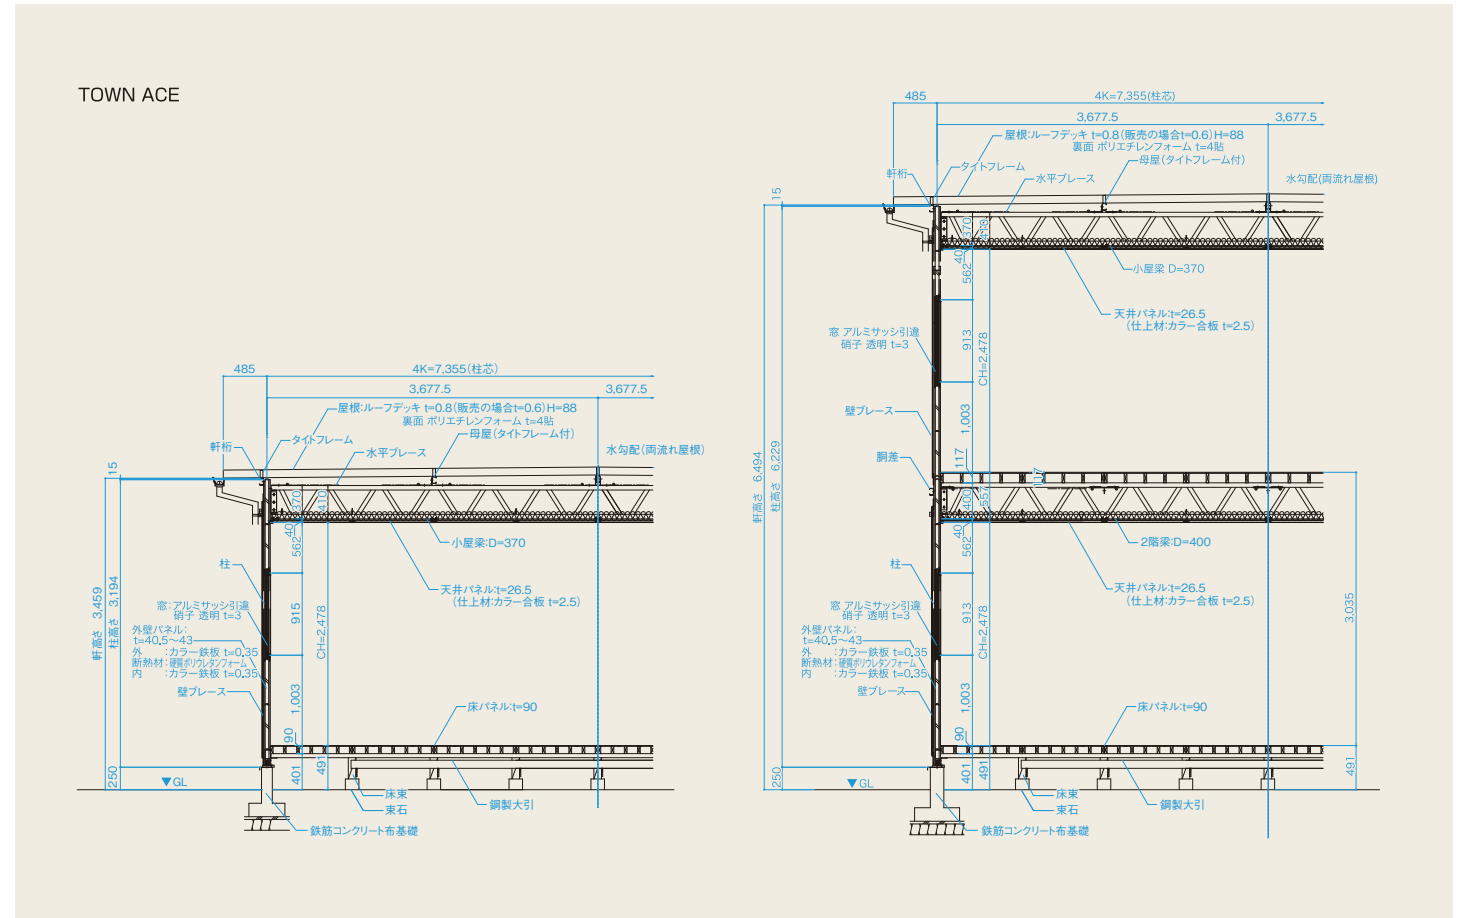 TOWN ACE
485
4K=7,355(柱芯)
3,677.5
3,677.5
屋根:ルーフデッキ t=0.8(販売の場合t=0.6)H=88
裏面 ポリエチレンフォーム t=4貼
母屋(タイトフレーム付)
タイトフレーム
軒桁
水平ブレース
水勾配(両流れ屋根)
15
370
410
40
562
小屋梁:D=370
天井パネル:t=26.5
(仕上材:カラー合板 t=2.5)
柱
窓:アルミサッシ引違
硝子 透明 t=3
外壁パネル:
t=40.5〜43
外 :カラー鉄板 t=0.35
断熱材:硬質ポリウレタンフォーム
内 :カラー鉄板 t=0.35
壁ブレース
軒高さ 3,459
柱高さ 3,194
915
CH=2,478
1,003
床パネル:t=90
90
401
491
250
▼GL
床束
束石
鋼製大引
鉄筋コンクリート布基礎
485
4K=7,355(柱芯)
3,677.5
3,677.5
屋根:ルーフデッキ t=0.8(販売の場合t=0.6)H=88
裏面 ポリエチレンフォーム t=4貼
母屋(タイトフレーム付)
タイトフレーム
軒桁
水平ブレース
水勾配(両流れ屋根)
15
370
40
562
小屋梁 D=370
天井パネル:t=26.5
(仕上材:カラー合板 t=2.5)
窓 アルミサッシ引違
硝子 透明 t=3
913
CH=2,478
壁ブレース
1,003
胴差
117
117
400
557
軒高さ 6,494
柱高さ 6,229
40
562
2階梁:D=400
天井パネル:t=26.5
(仕上材:カラー合板 t=2.5)
柱
窓 アルミサッシ引違
硝子 透明 t=3
外壁パネル:
t=40.5〜43
外 :カラー鉄板 t=0.35
断熱材:硬質ポリウレタンフォーム
内 :カラー鉄板 t=0.35
壁ブレース
913
CH=2,478
1,003
3,035
床パネル:t=90
90
401
491
491
250
▼GL
床束
束石
鋼製大引
鉄筋コンクリート布基礎